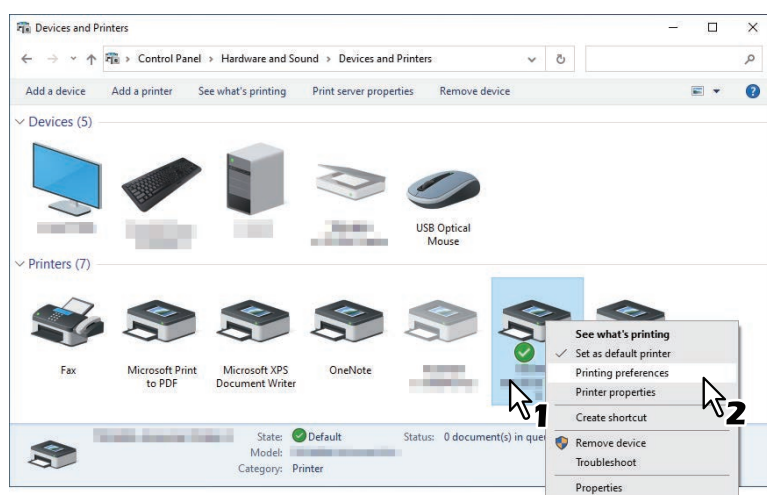 Devices and Printers
Control Panel > Hardware and Sound > Devices and Printers
Add a device Add a printer See what's printing Print server properties Remove device
Devices (5)
USB Optical
Mouse
Printers (7)
Fax
Microsoft Print
to PDF
Microsoft XPS
Document Writer
OneNote
See what's printing
Set as default printer
Printing preferences
Printer properties
Create shortcut
Remove device
Troubleshoot
Properties
1
2
State: Default Status: 0 document(s) in que
Model:
Category: Printer